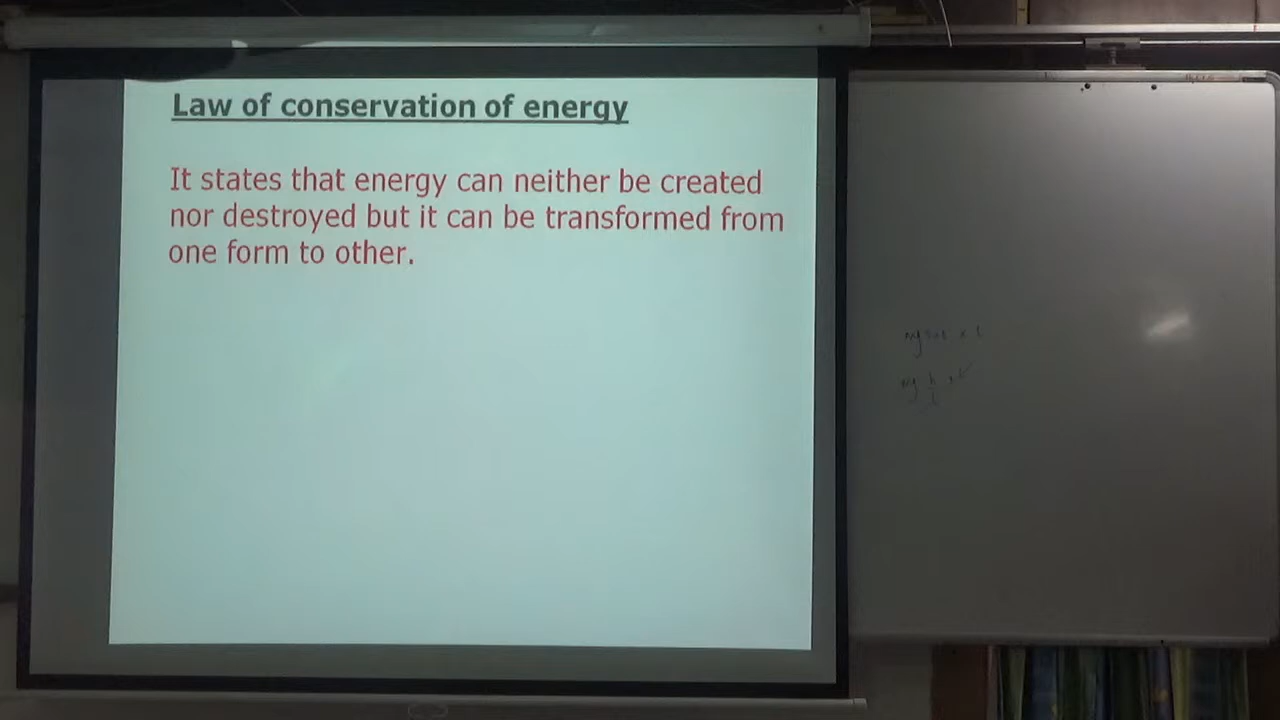 Law of conservation of energy
It states that energy can neither be created
nor destroyed but it can be transformed from
one form to other.